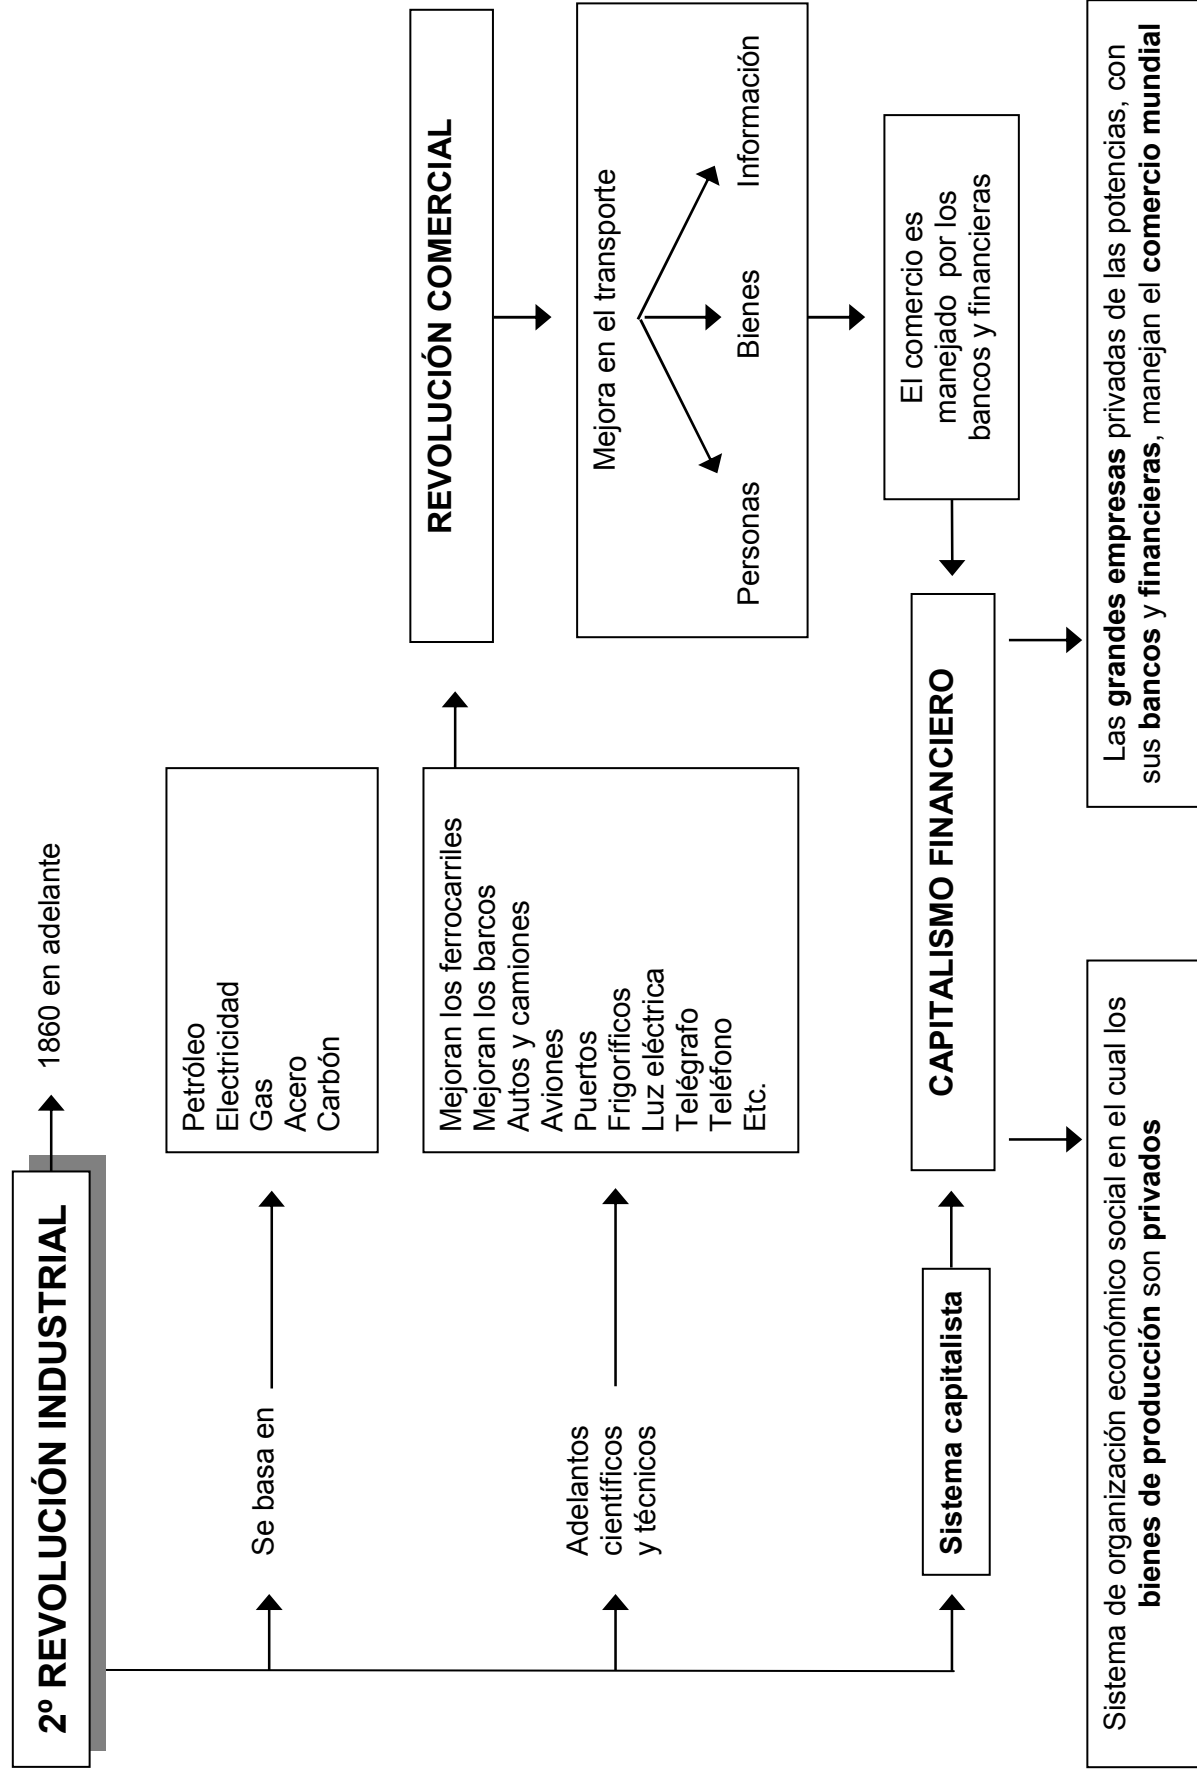 2º REVOLUCIÓN INDUSTRIAL
1860 en adelante
Se basa en
Petróleo
Electricidad
Gas
Acero
Carbón
Adelantos
científicos
y técnicos
Mejoran los ferrocarriles
Mejoran los barcos
Autos y camiones
Aviones
Puertos
Frigoríficos
Luz eléctrica
Telégrafo
Teléfono
Etc.
REVOLUCIÓN COMERCIAL
Mejora en el transporte
Personas
Bienes
Información
El comercio es
manejado por los
bancos y financieras
Sistema capitalista
CAPITALISMO FINANCIERO
Sistema de organización económico social en el cual los
bienes de producción son privados
Las grandes empresas privadas de las potencias, con
sus bancos y financieras, manejan el comercio mundial